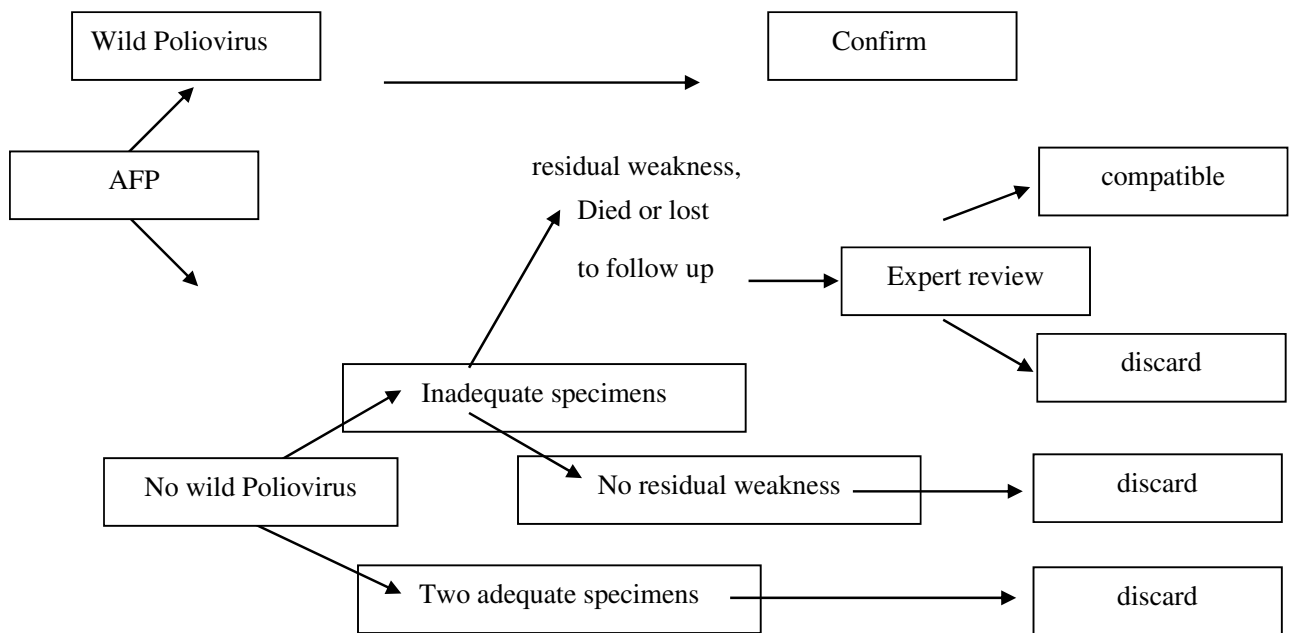 Wild Poliovirus
Confirm
AFP
residual weakness,
Died or lost
to follow up
compatible
Expert review
discard
Inadequate specimens
No wild Poliovirus
No residual weakness
discard
Two adequate specimens
discard